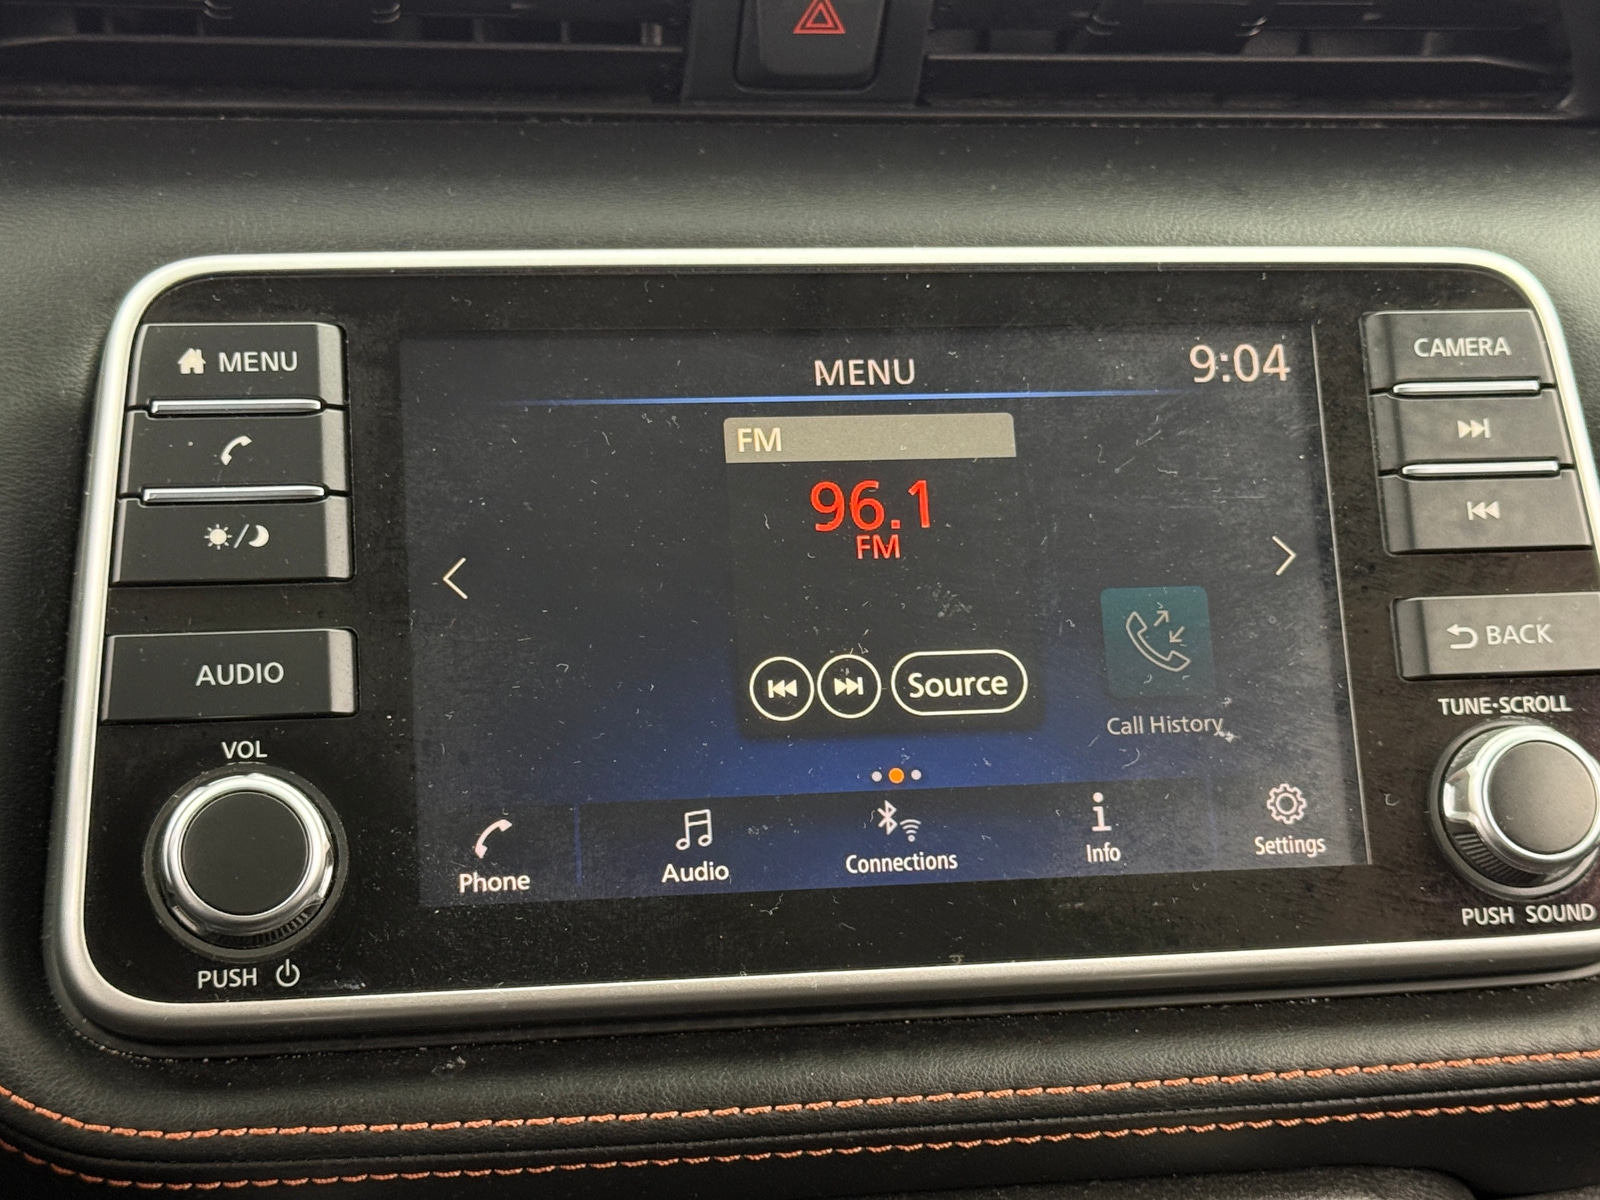 MENU
AUDIO
VOL
PUSH
MENU
9:04
FM
96.1
FM
Source
Call History
Phone
Audio
Connections
Info
Settings
CAMERA
BACK
TUNE·SCROLL
PUSH SOUND